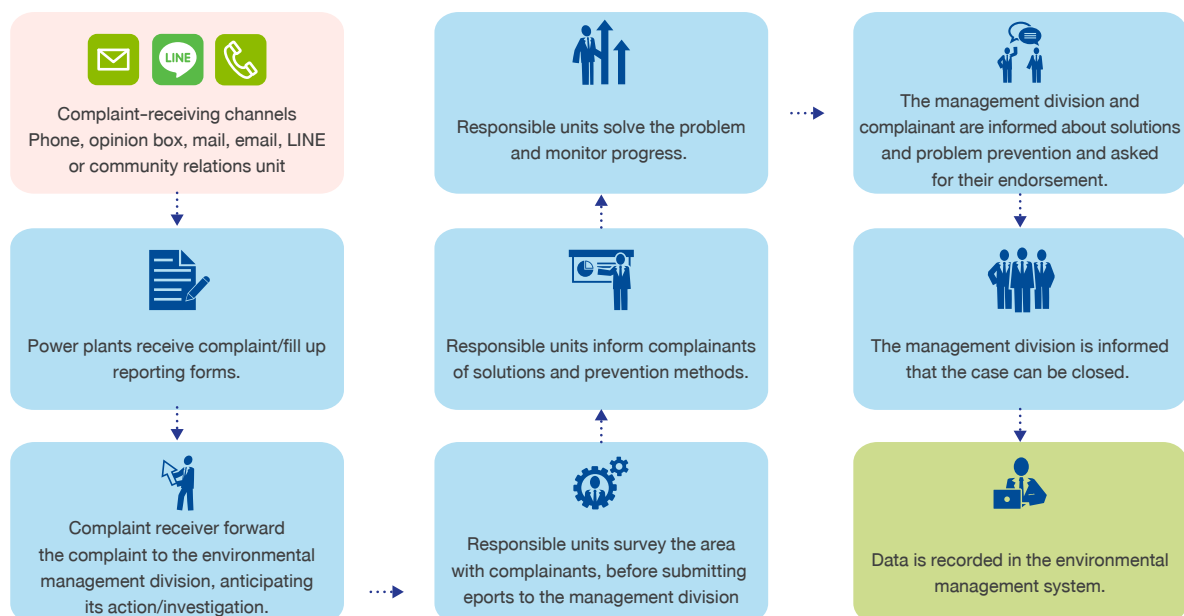 LINE
Complaint-receiving channels
Phone, opinion box, mail, email, LINE
or community relations unit
Power plants receive complaint/fill up
reporting forms.
Complaint receiver forward
the complaint to the environmental
management division, anticipating
its action/investigation.
Responsible units survey the area
with complainants, before submitting
eports to the management division
Responsible units inform complainants
of solutions and prevention methods.
Responsible units solve the problem
and monitor progress.
The management division and
complainant are informed about solutions
and problem prevention and asked
for their endorsement.
The management division is informed
that the case can be closed.
Data is recorded in the environmental
management system.